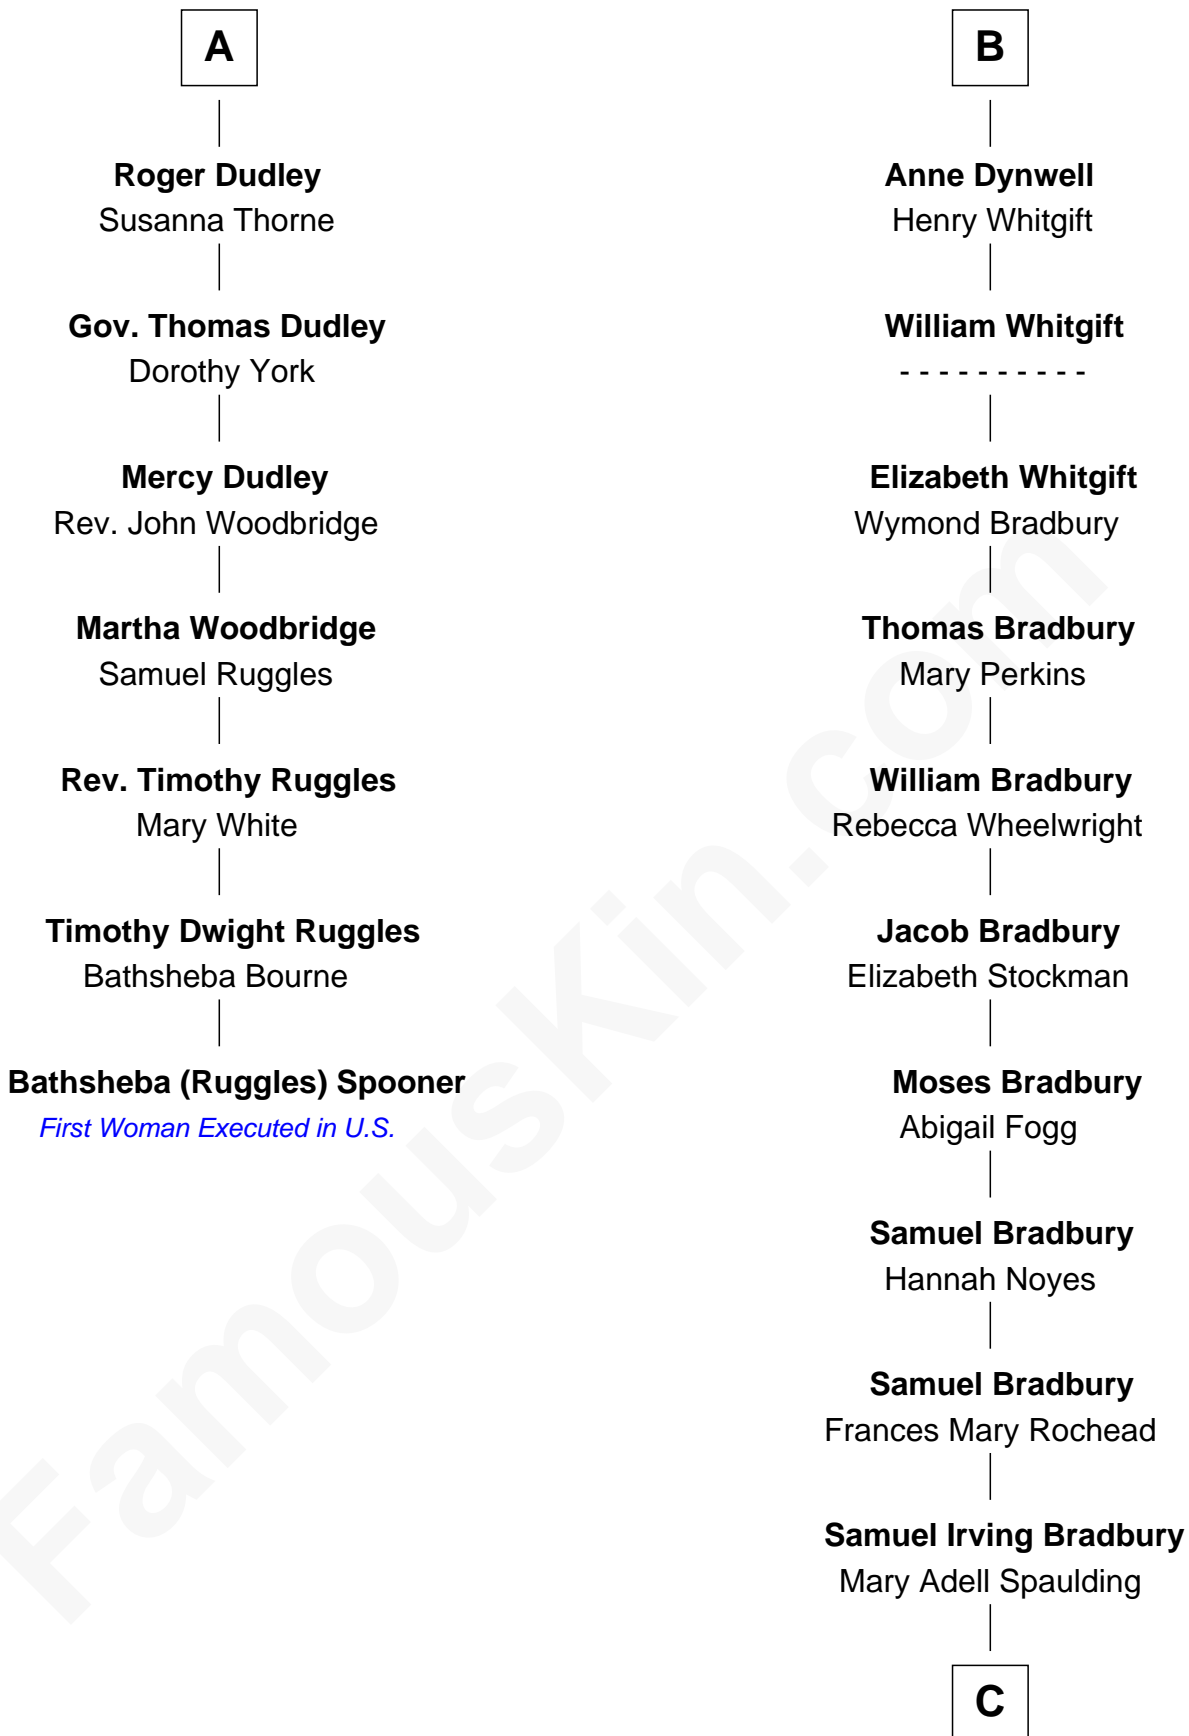 A
Roger Dudley
Susanna Thorne
Gov. Thomas Dudley
Dorothy York
Mercy Dudley
Rev. John Woodbridge
Martha Woodbridge
Samuel Ruggles
Rev. Timothy Ruggles
Mary White
Timothy Dwight Ruggles
Bathsheba Bourne
Bathsheba (Ruggles) Spooner
First Woman Executed in U.S.
B
Anne Dynwell
Henry Whitgift
William Whitgift
- - - - - - - - - -
Elizabeth Whitgift
Wymond Bradbury
Thomas Bradbury
Mary Perkins
William Bradbury
Rebecca Wheelwright
Jacob Bradbury
Elizabeth Stockman
Moses Bradbury
Abigail Fogg
Samuel Bradbury
Hannah Noyes
Samuel Bradbury
Frances Mary Rochead
Samuel Irving Bradbury
Mary Adell Spaulding
C
FamousKin.com